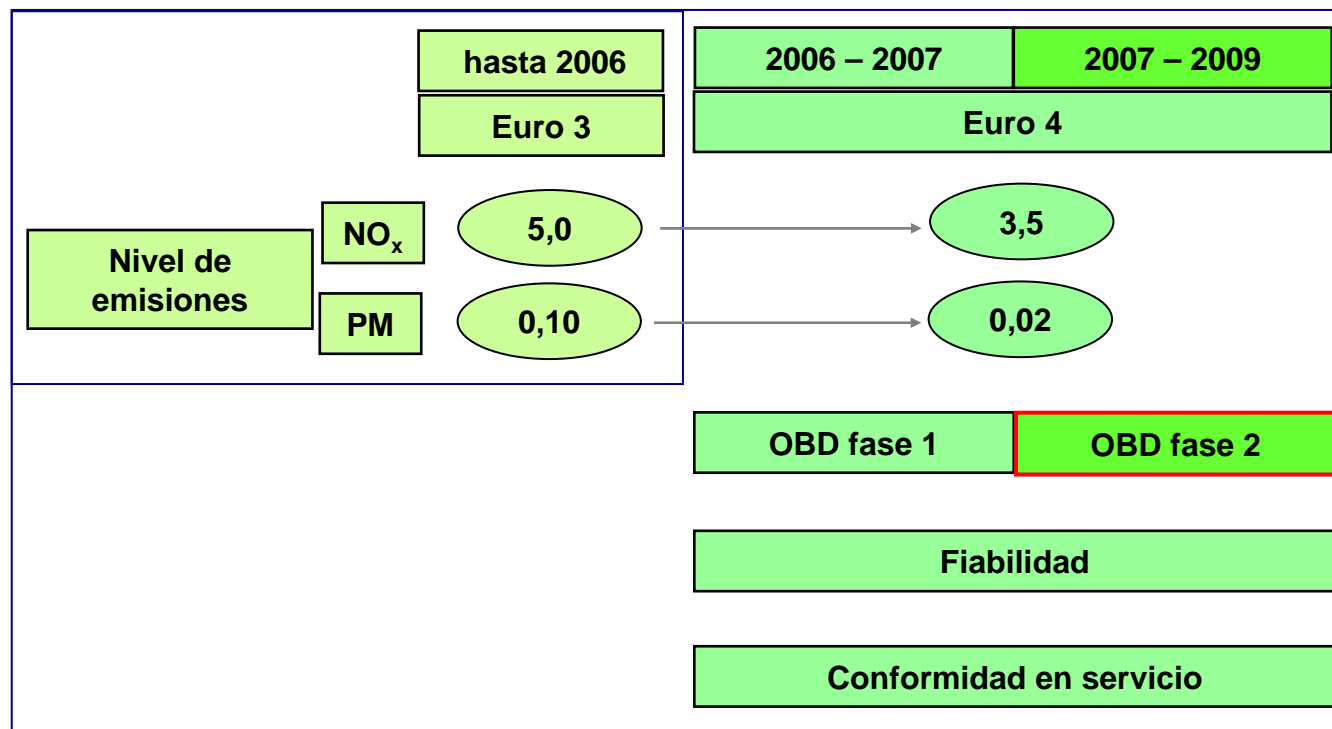 hasta 2006
2006 – 2007
2007 – 2009
Euro 3
Euro 4
Nivel de
emisiones
NOx
5,0
3,5
PM
0,10
0,02
OBD fase 1
OBD fase 2
Fiabilidad
Conformidad en servicio